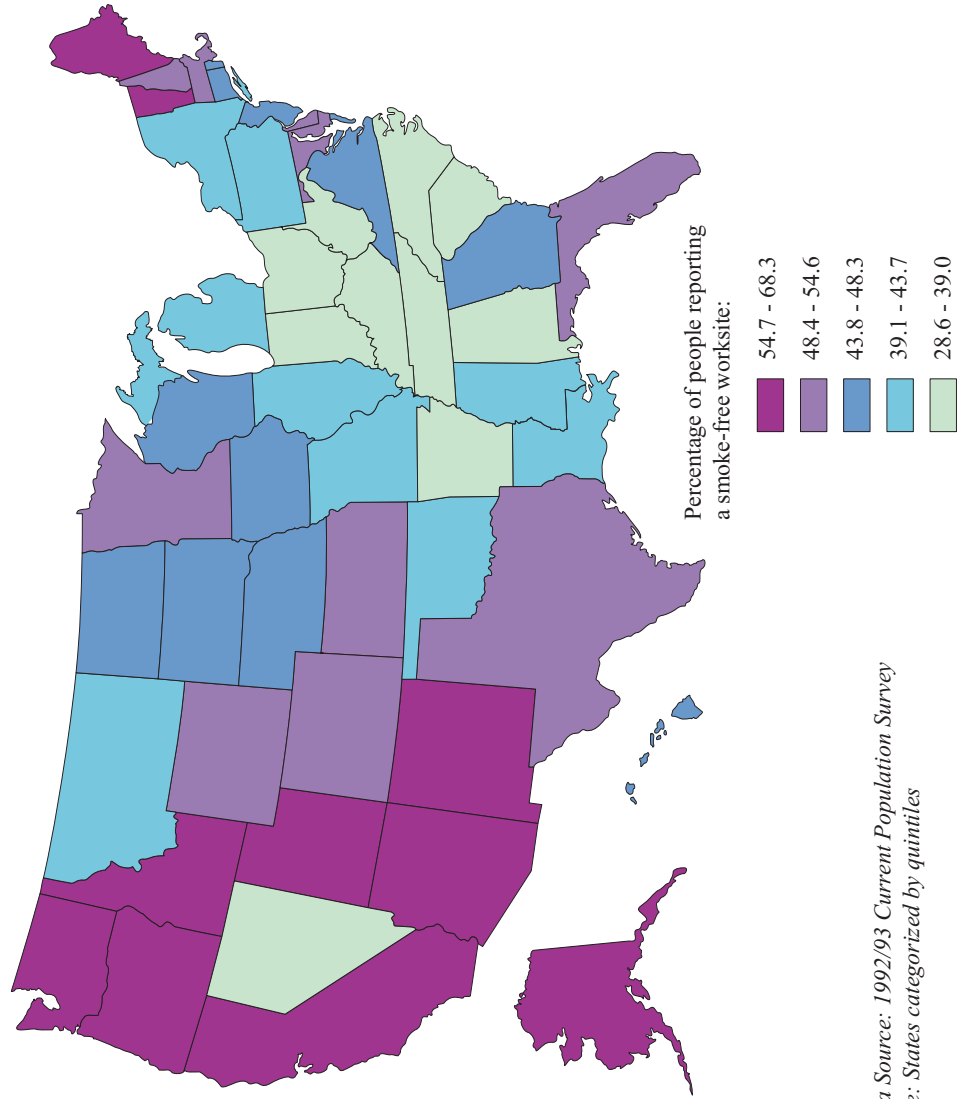 Percentage of people reporting
a smoke-free worksite:
54.7 - 68.3
48.4 - 54.6
43.8 - 48.3
39.1 - 43.7
28.6 - 39.0
a Source: 1992/93 Current Population Survey
e: States categorized by quintiles